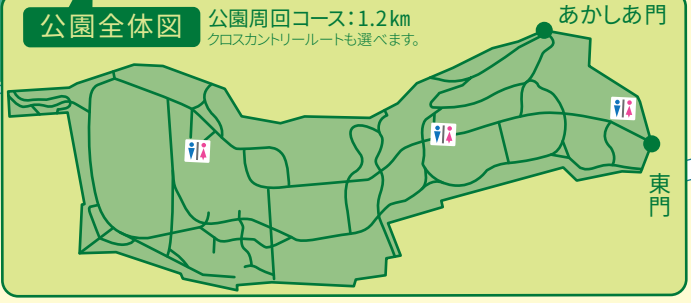 公園全体図
公園周回コース：1.2km
クロスカントリールートも選べます。
あかしあ門
東門